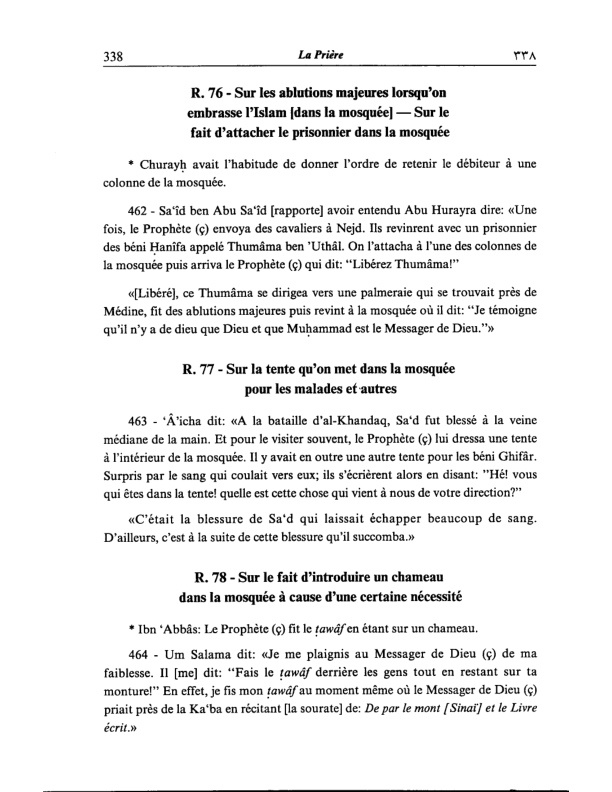 338 La Prière ٣٣٨
R. 76 - Sur les ablutions majeures lorsqu'on
embrasse l'Islam [dans la mosquée] — Sur le
fait d'attacher le prisonnier dans la mosquée
* Churayḥ avait l'habitude de donner l'ordre de retenir le débiteur à une
colonne de la mosquée.
462 - Sa‘îd ben Abu Sa‘îd [rapporte] avoir entendu Abu Hurayra dire: «Une
fois, le Prophète (ç) envoya des cavaliers à Nejd. Ils revinrent avec un prisonnier
des béni Ḥanîfa appelé Thumâma ben 'Uthâl. On l'attacha à l'une des colonnes de
la mosquée puis arriva le Prophète (ç) qui dit: "Libérez Thumâma!"
«[Libéré], ce Thumâma se dirigea vers une palmeraie qui se trouvait près de
Médine, fit des ablutions majeures puis revint à la mosquée où il dit: "Je témoigne
qu'il n'y a de dieu que Dieu et que Muḥammad est le Messager de Dieu."»
R. 77 - Sur la tente qu'on met dans la mosquée
pour les malades et autres
463 - ‘Â'icha dit: «A la bataille d'al-Khandaq, Sa‘d fut blessé à la veine
médiane de la main. Et pour le visiter souvent, le Prophète (ç) lui dressa une tente
à l'intérieur de la mosquée. Il y avait en outre une autre tente pour les béni Ghifâr.
Surpris par le sang qui coulait vers eux; ils s'écrièrent alors en disant: "Hé! vous
qui êtes dans la tente! quelle est cette chose qui vient à nous de votre direction?"
«C'était la blessure de Sa‘d qui laissait échapper beaucoup de sang.
D'ailleurs, c'est à la suite de cette blessure qu'il succomba.»
R. 78 - Sur le fait d'introduire un chameau
dans la mosquée à cause d'une certaine nécessité
* Ibn ‘Abbâs: Le Prophète (ç) fit le ṭawâf en étant sur un chameau.
464 - Um Salama dit: «Je me plaignis au Messager de Dieu (ç) de ma
faiblesse. Il [me] dit: "Fais le ṭawâf derrière les gens tout en restant sur ta
monture!" En effet, je fis mon ṭawâf au moment même où le Messager de Dieu (ç)
priait près de la Ka‘ba en récitant [la sourate] de: De par le mont [Sinaï] et le Livre
écrit.»